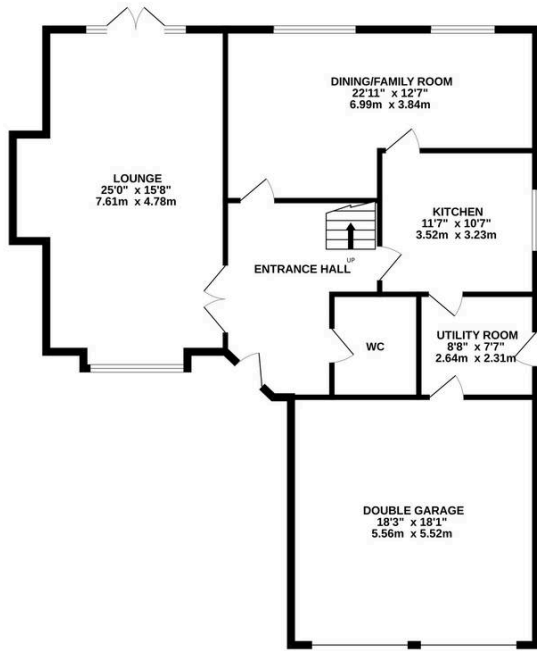 DINING/FAMILY ROOM
22'11" x 12'7"
6.99m x 3.84m
LOUNGE
25'0" x 15'8"
7.61m x 4.78m
KITCHEN
11'7" x 10'7"
3.52m x 3.23m
UP
ENTRANCE HALL
UTILITY ROOM
8'8" x 7'7"
2.64m x 2.31m
WC
DOUBLE GARAGE
18'3" x 18'1"
5.56m x 5.52m